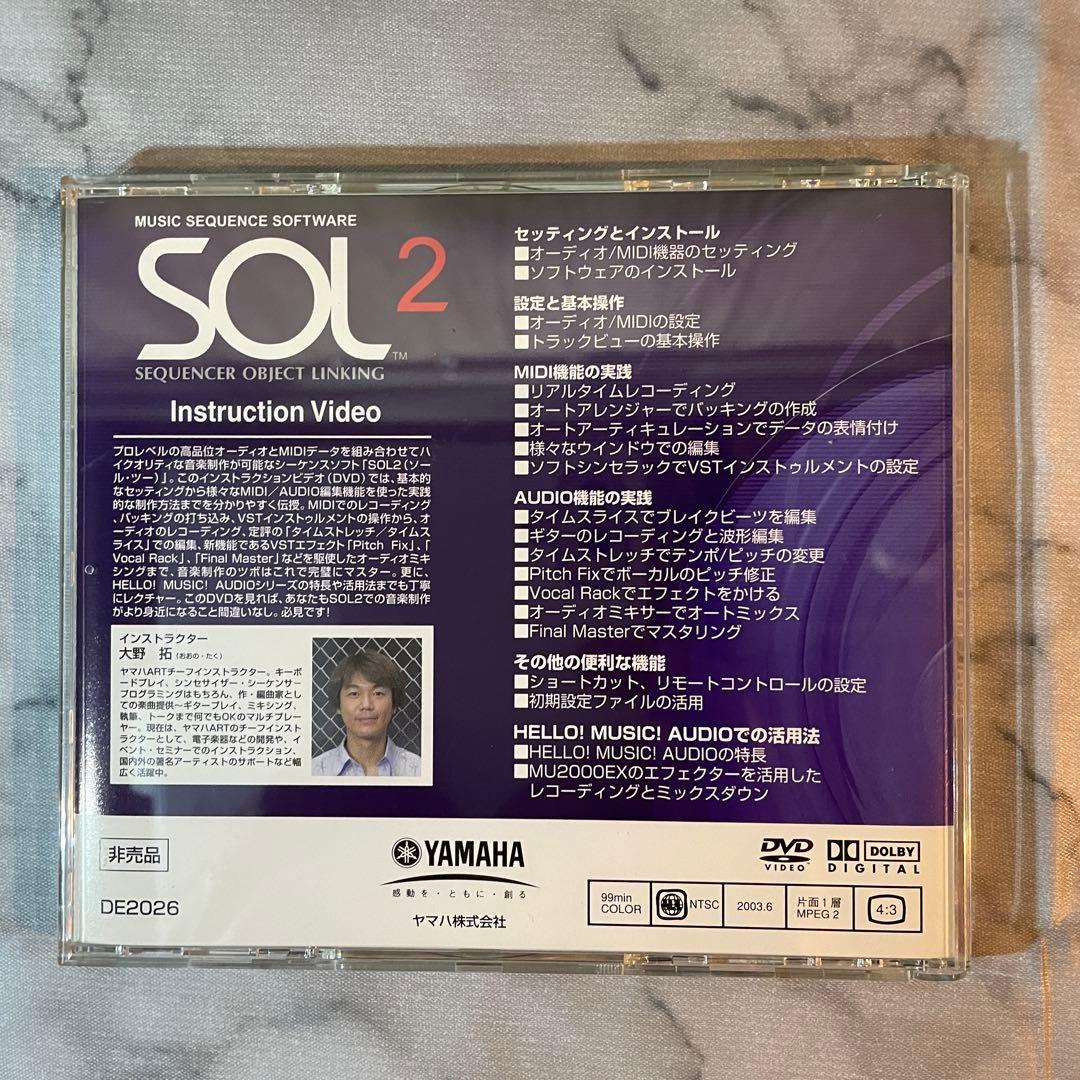 MUSIC SEQUENCE SOFTWARE
SOL 2
TM
SEQUENCER OBJECT LINKING
Instruction Video
プロレベルの高品位オーディオとMIDIデータを組み合わせてハ
イクオリティな音楽制作が可能なシーケンスソフト「SOL2（ソー
ル・ツー）」。このインストラクションビデオ（DVD）では、基本的
なセッティングから様々なMIDI／AUDIO編集機能を使った実践
的な制作方法までを分かりやすく伝授。MIDIでのレコーディング
、バッキングの打ち込み、VSTインストゥルメントの操作から、オ
ーディオのレコーディング、定評の「タイムストレッチ／タイムス
ライス」での編集、新機能であるVSTエフェクト「Pitch Fix」、「
Vocal Rack」、「Final Master」などを駆使したオーディオミキ
シングまで、音楽制作のツボはこれで完璧にマスター。更に、
HELLO! MUSIC! AUDIOシリーズの特長や活用法までも丁寧
にレクチャー。このDVDを見れば、あなたもSOL2での音楽制作
がより身近になること間違いなし。必見です！
インストラクター
大野　拓（おおの・たく）
ヤマハARTチーフインストラクター。キーボ
ードプレイ、シンセサイザー・シーケンサー
プログラミングはもちろん、作・編曲家とし
ての楽曲提供～ギタープレイ、ミキシング、
執筆、トークまで何でもOKのマルチプレー
ヤー。現在は、ヤマハARTのチーフインスト
ラクターとして、電子楽器などの開発や、イ
ベント・セミナーでのインストラクション、
国内外の著名アーティストのサポートなど幅
広く活躍中。
セッティングとインストール
■オーディオ/MIDI機器のセッティング
■ソフトウェアのインストール
設定と基本操作
■オーディオ/MIDIの設定
■トラックビューの基本操作
MIDI機能の実践
■リアルタイムレコーディング
■オートアレンジャーでバッキングの作成
■オートアーティキュレーションでデータの表情付け
■様々なウインドウでの編集
■ソフトシンセラックでVSTインストゥルメントの設定
AUDIO機能の実践
■タイムスライスでブレイクビーツを編集
■ギターのレコーディングと波形編集
■タイムストレッチでテンポ/ピッチの変更
■Pitch Fixでボーカルのピッチ修正
■Vocal Rackでエフェクトをかける
■オーディオミキサーでオートミックス
■Final Masterでマスタリング
その他の便利な機能
■ショートカット、リモートコントロールの設定
■初期設定ファイルの活用
HELLO! MUSIC! AUDIOでの活用法
■HELLO! MUSIC! AUDIOの特長
■MU2000EXのエフェクターを活用した
レコーディングとミックスダウン
非売品
DE2026
YAMAHA
感動を・ともに・創る
ヤマハ株式会社
DVD
VIDEO
TM
DOLBY
DIGITAL
99min
COLOR
NTSC
2003.6
片面1層
MPEG 2
4:3